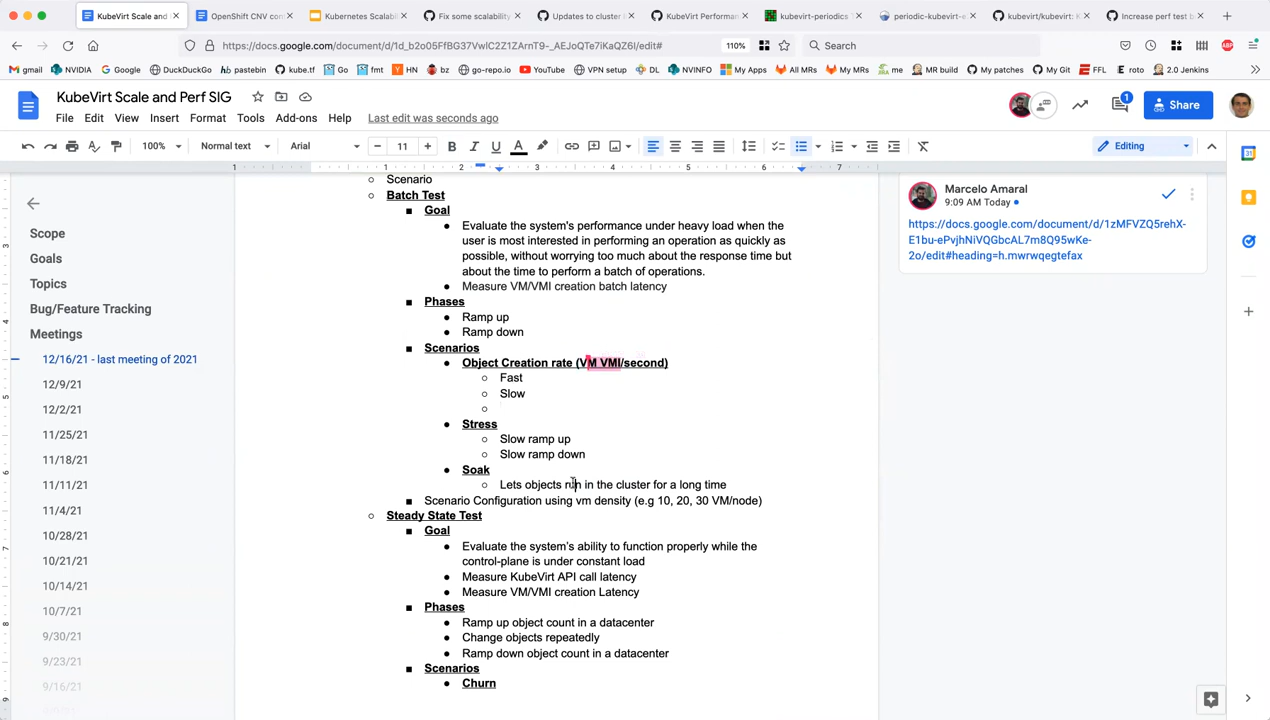 KubeVirt Scale and
OpenShift CNV con
Kubernetes Scalabi
Fix some scalability
Updates to cluster
KubeVirt Performan
kubevirt-periodics
periodic-kubevirt-e
kubevirt/kubevirt: K
Increase perf test b
https://docs.google.com/document/d/1d_b2o05FfBG37VwlC2Z1ZArnT9-_AEJoQTe7iKaQZ6I/edit#
110%
Search
gmail
NVIDIA
Google
DuckDuckGo
pastebin
kube.tf
Go
fmt
HN
bz
go-repo.io
YouTube
VPN setup
DL
NVINFO
My Apps
All MRs
My MRs
me
MR build
My patches
My Git
FFL
roto
2.0 Jenkins
KubeVirt Scale and Perf SIG
File Edit View Insert Format Tools Add-ons Help Last edit was seconds ago
1
Share
100%
Normal text
Arial
11
Editing
Scope
Goals
Topics
Bug/Feature Tracking
Meetings
12/16/21 - last meeting of 2021
12/9/21
12/2/21
11/25/21
11/18/21
11/11/21
11/4/21
10/28/21
10/21/21
10/14/21
10/7/21
9/30/21
9/23/21
9/16/21
Scenario
Batch Test
Goal
Evaluate the system's performance under heavy load when the
user is most interested in performing an operation as quickly as
possible, without worrying too much about the response time but
about the time to perform a batch of operations.
Measure VM/VMI creation batch latency
Phases
Ramp up
Ramp down
Scenarios
Object Creation rate (VM VMI/second)
Fast
Slow
Stress
Slow ramp up
Slow ramp down
Soak
Lets objects run in the cluster for a long time
Scenario Configuration using vm density (e.g 10, 20, 30 VM/node)
Steady State Test
Goal
Evaluate the system's ability to function properly while the
control-plane is under constant load
Measure KubeVirt API call latency
Measure VM/VMI creation Latency
Phases
Ramp up object count in a datacenter
Change objects repeatedly
Ramp down object count in a datacenter
Scenarios
Churn
Marcelo Amaral
9:09 AM Today
https://docs.google.com/document/d/1zMFVZQ5rehX-
E1bu-ePvjhNiVQGbcAL7m8Q95wKe-
2o/edit#heading=h.mwrwqegtefax